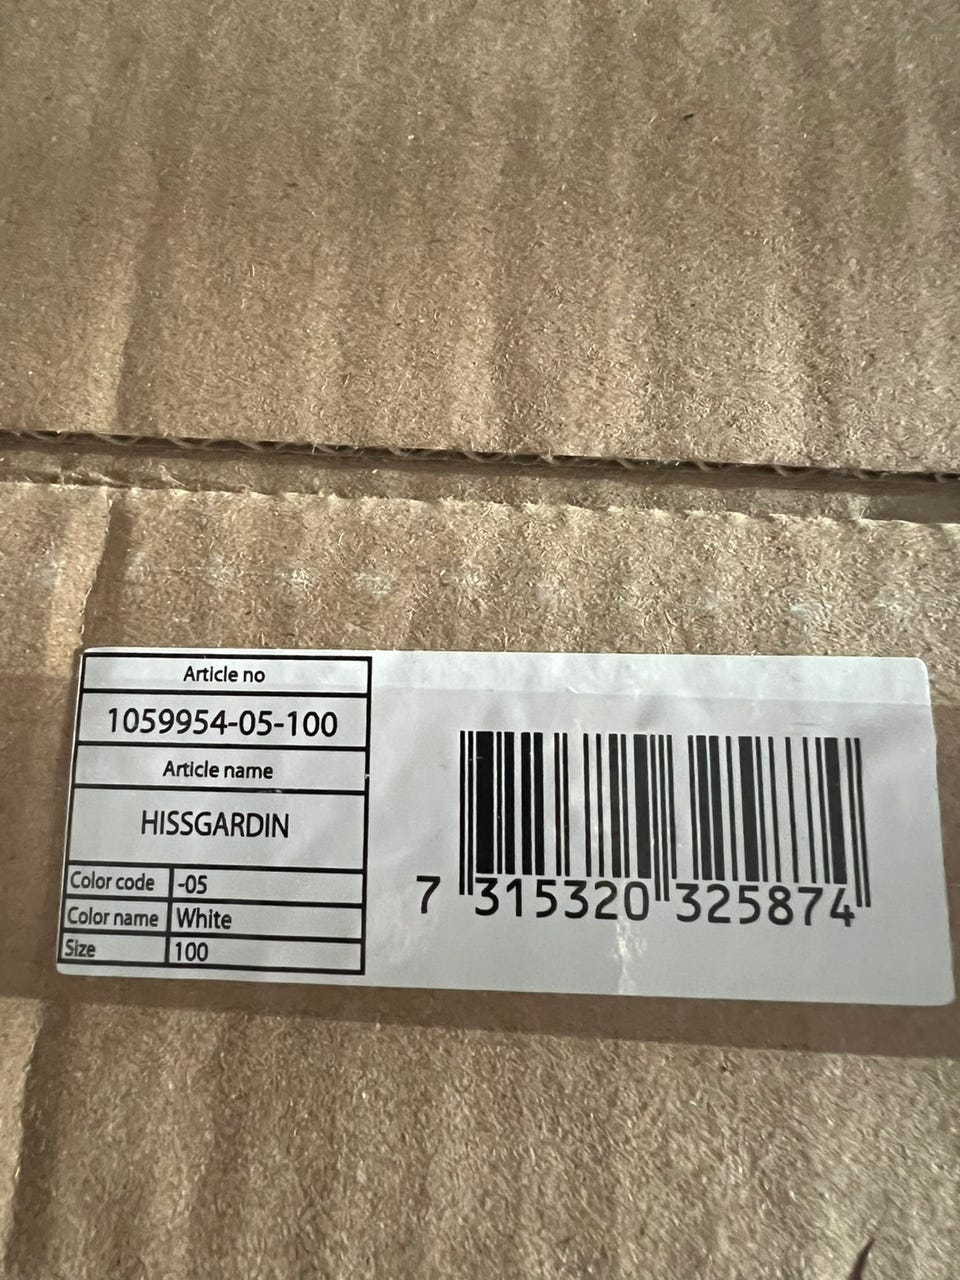 Article no
1059954-05-100
Article name
HISSGARDIN
Color code -05
Color name White
Size 100
7 315320 325874